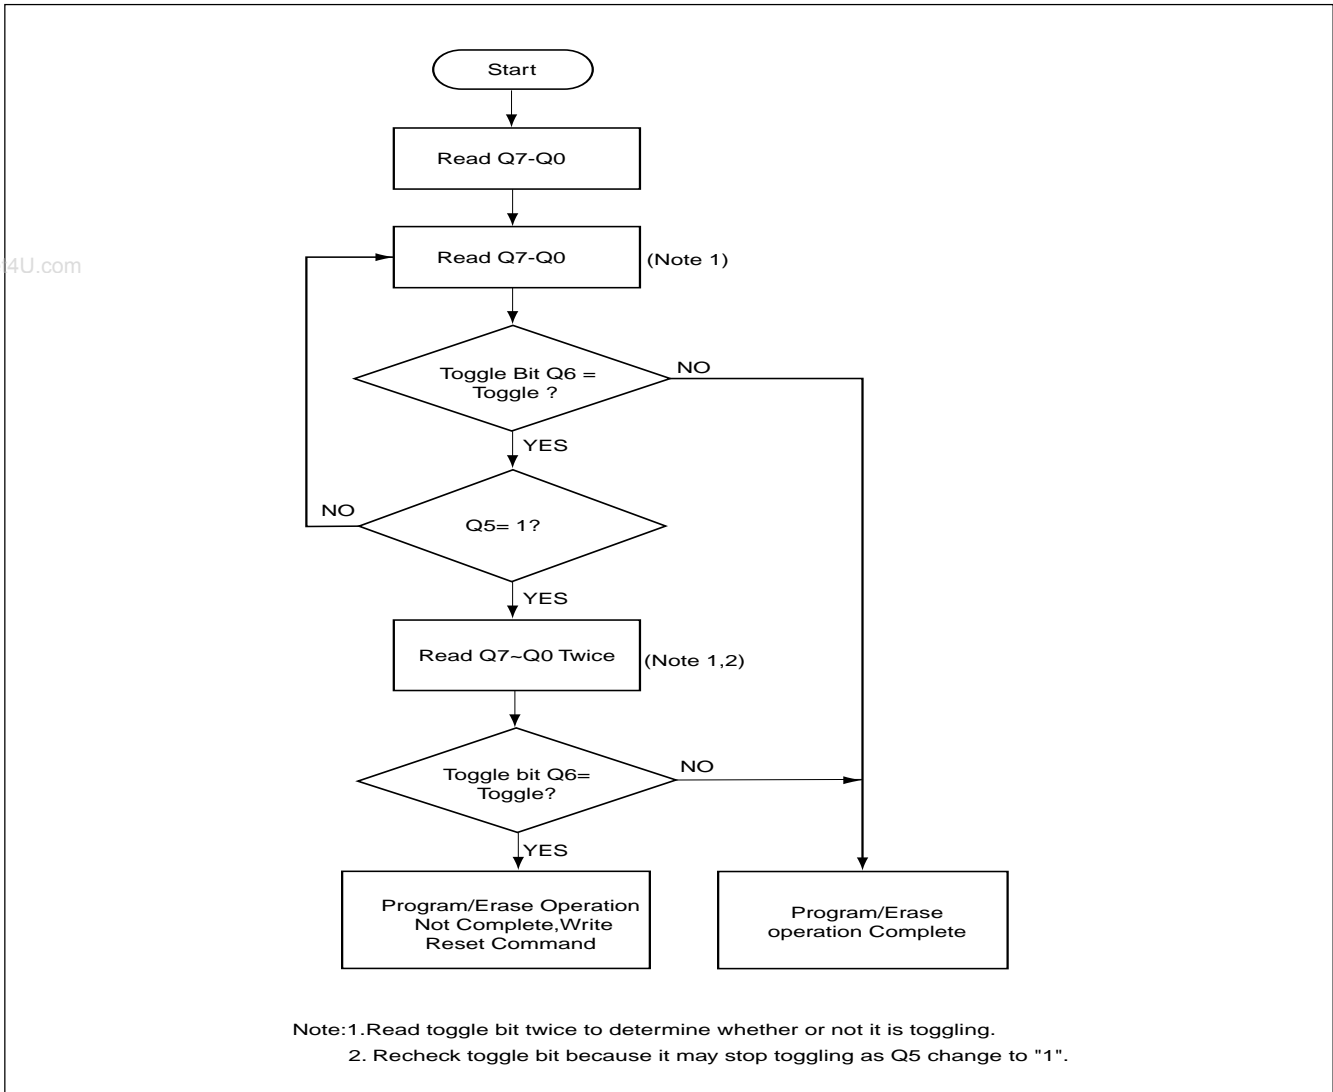 Start
Read Q7-Q0
4U.com
Read Q7-Q0
(Note 1)
Toggle Bit Q6 =
Toggle ?
NO
YES
NO
Q5= 1?
YES
Read Q7~Q0 Twice
(Note 1,2)
Toggle bit Q6=
Toggle?
NO
YES
Program/Erase Operation
Not Complete,Write
Reset Command
Program/Erase
operation Complete
Note:1.Read toggle bit twice to determine whether or not it is toggling.
2. Recheck toggle bit because it may stop toggling as Q5 change to "1".